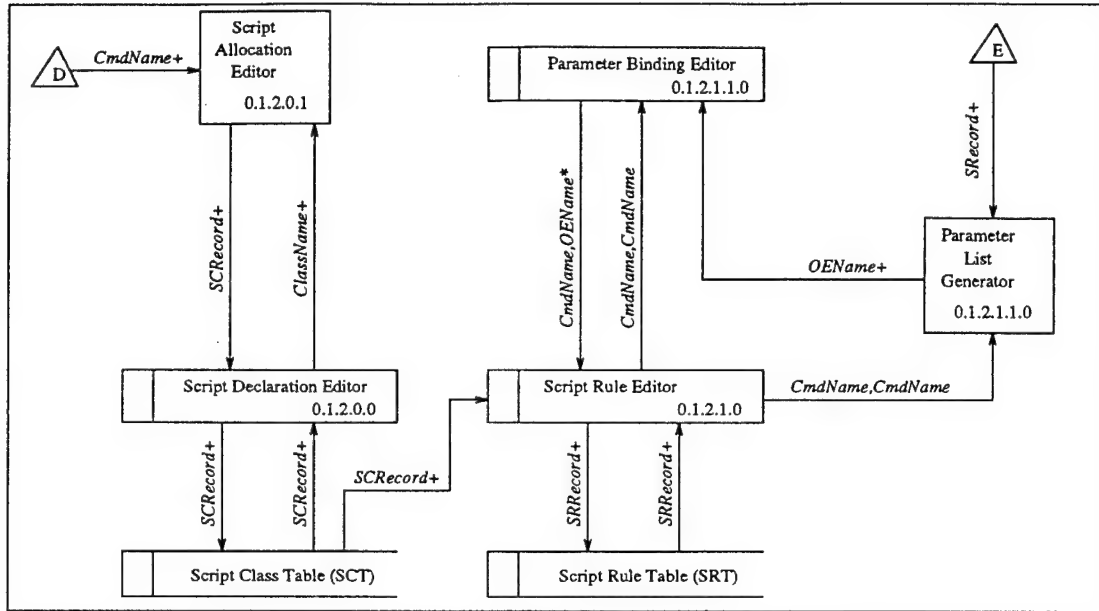 Script
Allocation
Editor
0.1.2.0.1
D
CmdName+
Parameter Binding Editor
0.1.2.1.1.0
E
SRecord+
SCRecord+
ClassName+
CmdName,OEName*
CmdName,CmdName
OEName+
Parameter
List
Generator
0.1.2.1.1.0
Script Declaration Editor
0.1.2.0.0
Script Rule Editor
0.1.2.1.0
CmdName,CmdName
SCRecord+
SCRecord+
SCRecord+
SRRecord+
SRRecord+
Script Class Table (SCT)
Script Rule Table (SRT)